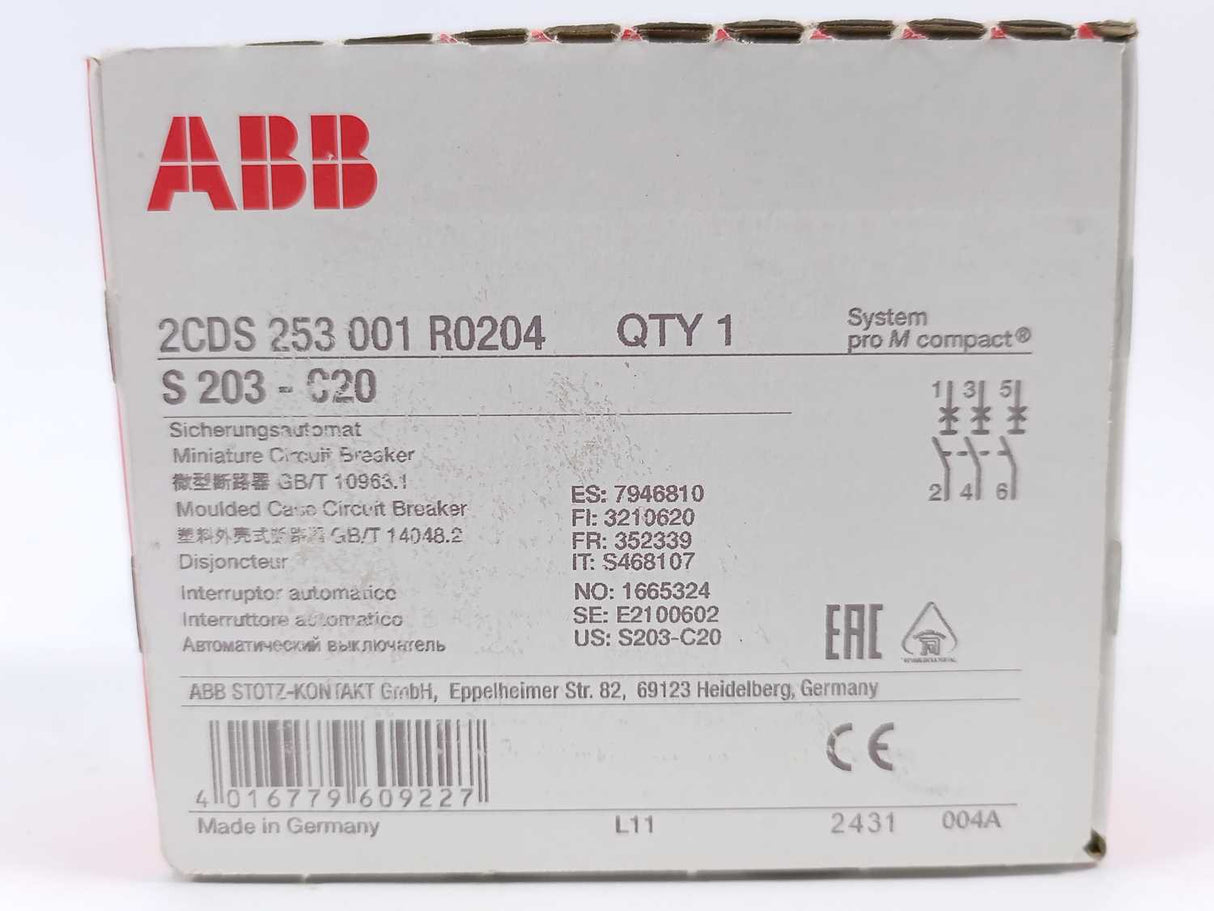 ABB
2CDS 253 001 R0204 QTY 1 System
pro M compact®
S 203 - C20
1 3 5
2 4 6
Sicherungsautomat
Miniature Circuit Breaker
微型断路器 GB/T 10963.1
Moulded Case Circuit Breaker
塑料外壳式断路器 GB/T 14048.2
Disjoncteur
Interruptor automatico
Interruttore automatico
Автоматический выключатель
ES: 7946810
FI: 3210620
FR: 352339
IT: S468107
NO: 1665324
SE: E2100602
US: S203-C20
EAC
ABB STOTZ-KONTAKT GmbH, Eppelheimer Str. 82, 69123 Heidelberg, Germany
CE
4 016779 609227
Made in Germany L11 2431 004A